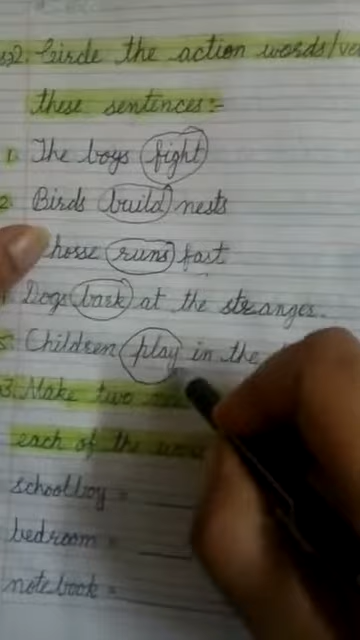 Circle the action words/
these sentences:-
1. The boys fight
2. Birds build nests
horse runs fast
Dogs bark at the stranger.
5. Children play in the
3. Make two
each of the
schoolboy =
bedroom =
notebook =